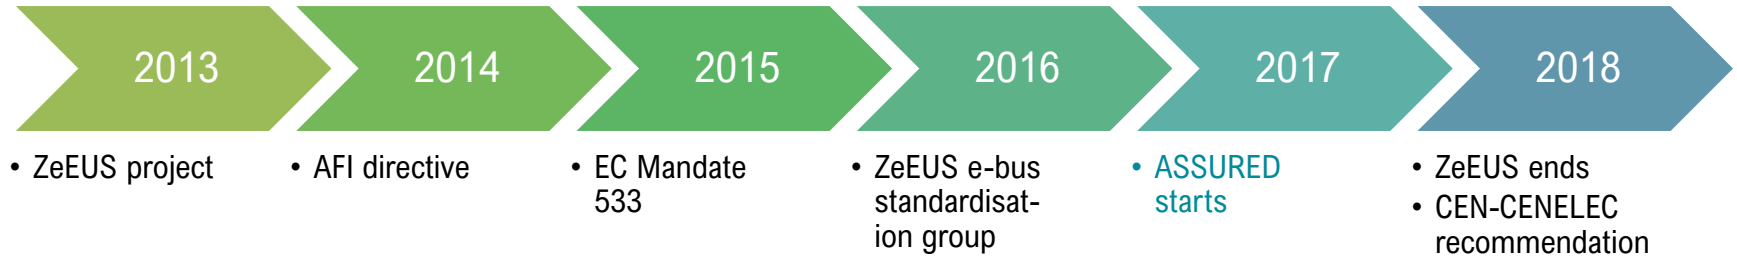 2013
2014
2015
2016
2017
2018
• ZeEUS project
• AFI directive
• EC Mandate
533
• ZeEUS e-bus
standardisat-
ion group
• ASSURED
starts
• ZeEUS ends
• CEN-CENELEC
recommendation